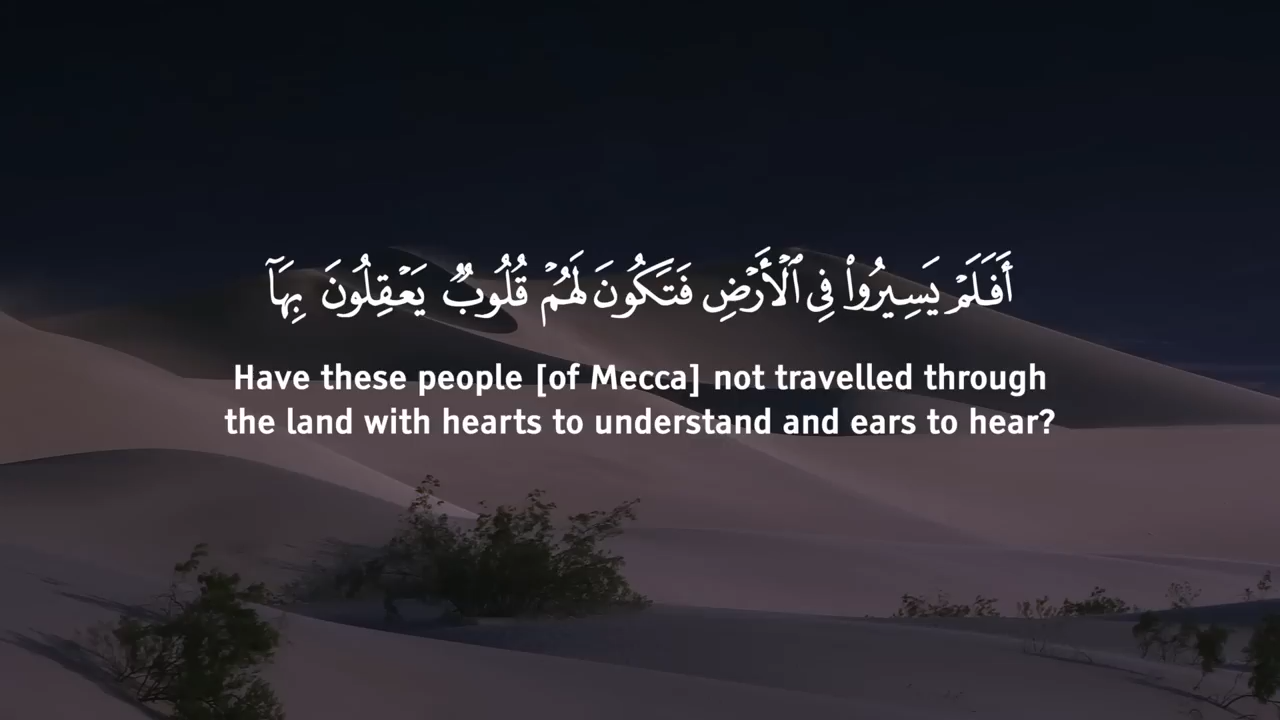 أَفَلَمْ يَسِيرُوا۟ فِى ٱلْأَرْضِ فَتَكُونَ لَهُمْ قُلُوبٌ يَعْقِلُونَ بِهَآ
Have these people [of Mecca] not travelled through
the land with hearts to understand and ears to hear?